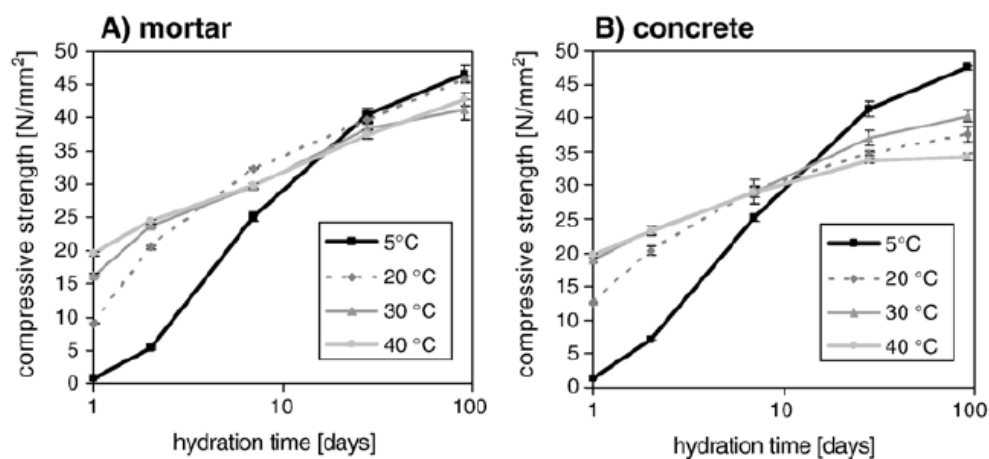 A) mortar
compressive strength [N/mm²]
50
45
40
35
30
25
20
15
10
5
0
5°C
20 °C
30 °C
40 °C
1
10
100
hydration time [days]
B) concrete
compressive strength [N/mm²]
50
45
40
35
30
25
20
15
10
5
0
5°C
20 °C
30 °C
40 °C
1
10
100
hydration time [days]